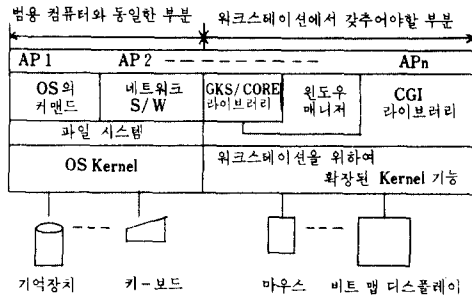 범용 컴퓨터와 동일한 부분 워크스테이션에서 갖추어야할 부분
AP 1 AP 2 APn
OS의 커맨드
네트워크 S/W
GKS/CORE 라이브러리
윈도우 매니저
CGI 라이브러리
파일 시스템
OS Kernel
워크스테이션을 위하여
확장된 Kernel 기능
기억장치 키-보드 마우스 비트 맵 디스플레이